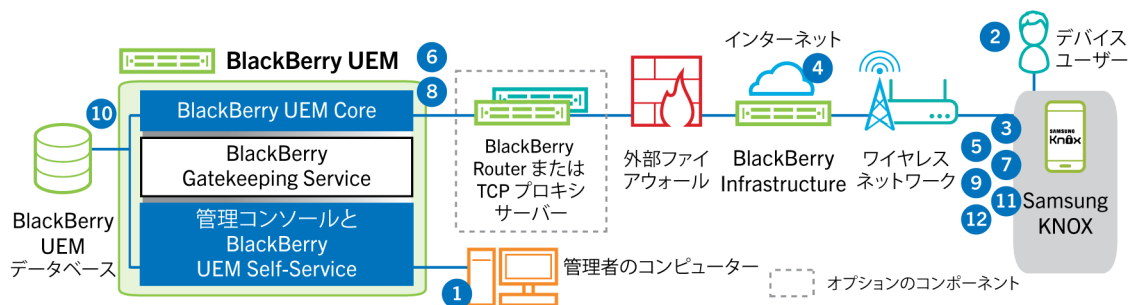 BlackBerry UEM
6
8
10
BlackBerry UEM Core
BlackBerry
Gatekeeping Service
管理コンソールと
BlackBerry
UEM Self-Service
BlackBerry
UEM
データベース
1
管理者のコンピューター
BlackBerry
Router または
TCP プロキシ
サーバー
外部ファイ
アウォール
インターネット
4
BlackBerry
Infrastructure
ワイヤレス
ネットワーク
2
デバイス
ユーザー
3
5
7
9
11
12
SAMSUNG
Knox
Samsung
KNOX
オプションのコンポーネント